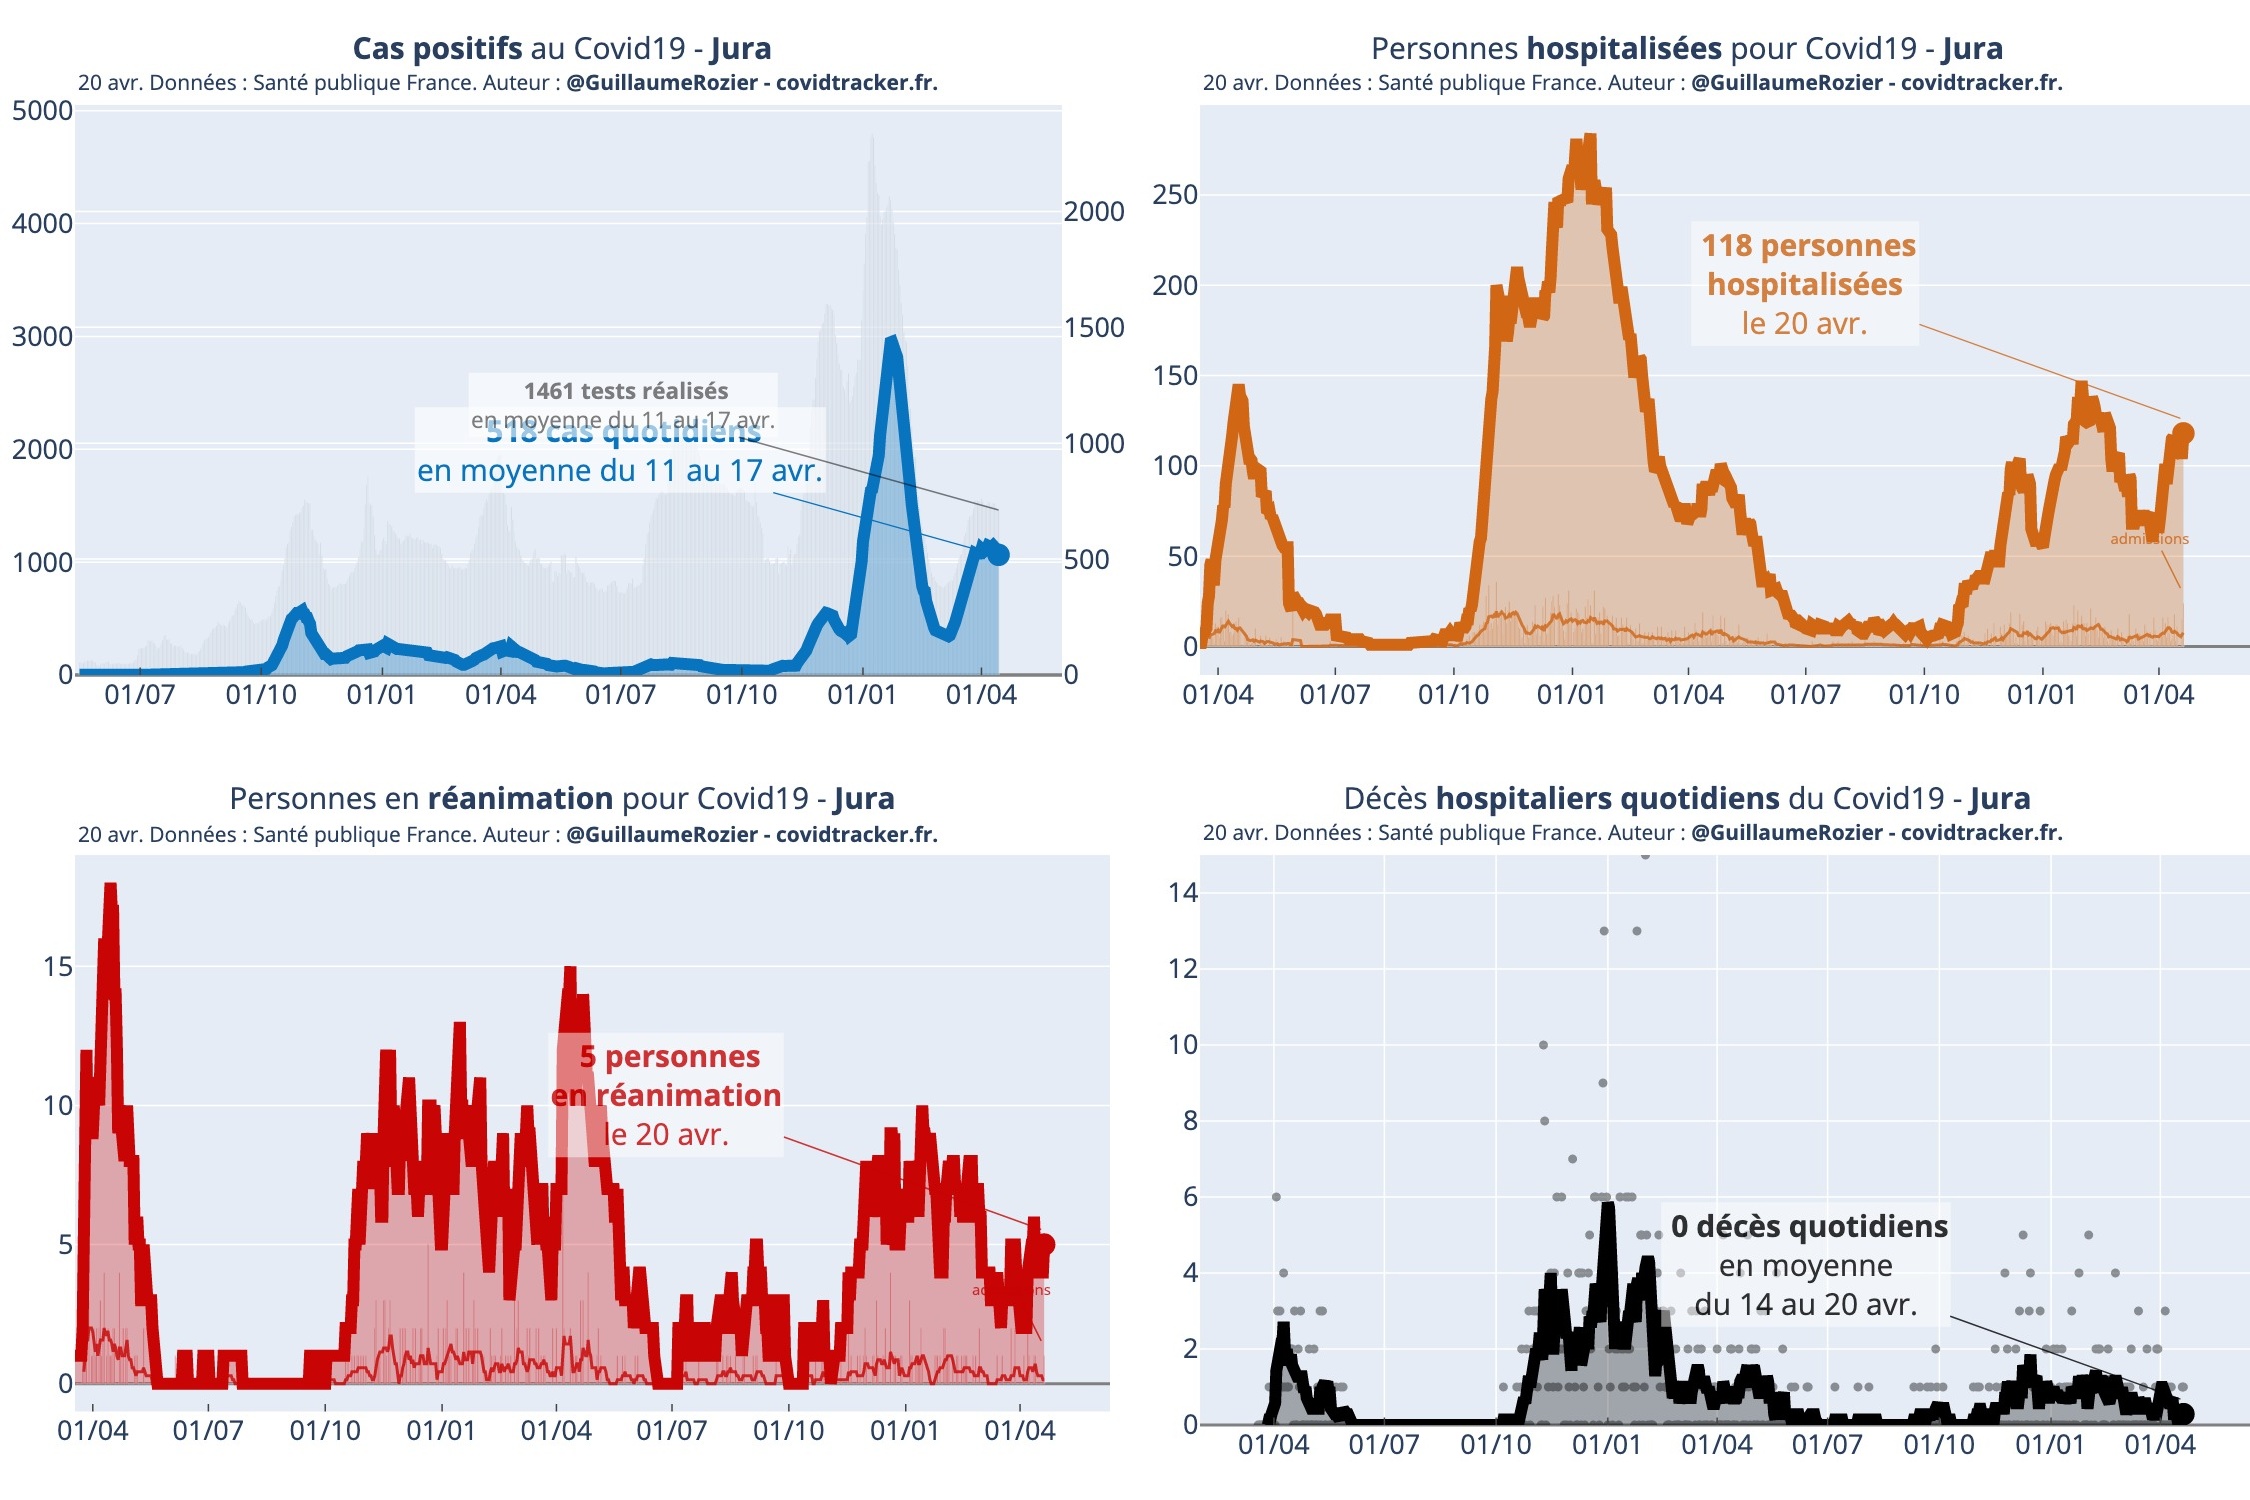 Cas positifs au Covid19 - Jura
20 avr. Données : Santé publique France. Auteur : @GuillaumeRozier - covidtracker.fr.
5000
4000
3000
2000
1000
0
2000
1500
1000
500
0
1461 tests réalisés
en moyenne du 11 au 17 avr.
518 cas quotidiens
en moyenne du 11 au 17 avr.
01/07 01/10 01/01 01/04 01/07 01/10 01/01 01/04
Personnes hospitalisées pour Covid19 - Jura
20 avr. Données : Santé publique France. Auteur : @GuillaumeRozier - covidtracker.fr.
250
200
150
100
50
0
118 personnes
hospitalisées
le 20 avr.
admissions
01/04 01/07 01/10 01/01 01/04 01/07 01/10 01/01 01/04
Personnes en réanimation pour Covid19 - Jura
20 avr. Données : Santé publique France. Auteur : @GuillaumeRozier - covidtracker.fr.
15
10
5
0
5 personnes
en réanimation
le 20 avr.
admissions
01/04 01/07 01/10 01/01 01/04 01/07 01/10 01/01 01/04
Décès hospitaliers quotidiens du Covid19 - Jura
20 avr. Données : Santé publique France. Auteur : @GuillaumeRozier - covidtracker.fr.
14
12
10
8
6
4
2
0
0 décès quotidiens
en moyenne
du 14 au 20 avr.
01/04 01/07 01/10 01/01 01/04 01/07 01/10 01/01 01/04